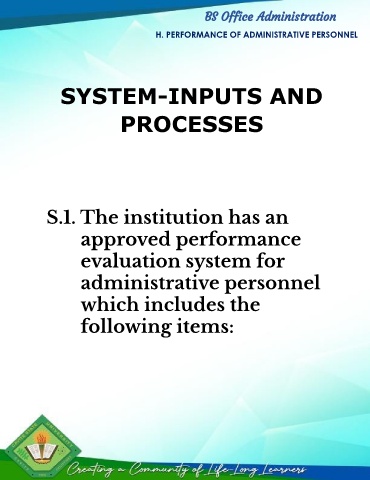 BS Office Administration
H. PERFORMANCE OF ADMINISTRATIVE PERSONNEL
SYSTEM-INPUTS AND
PROCESSES
S.1. The institution has an
approved performance
evaluation system for
administrative personnel
which includes the
following items:
Creating a Community of Life-Long Learners